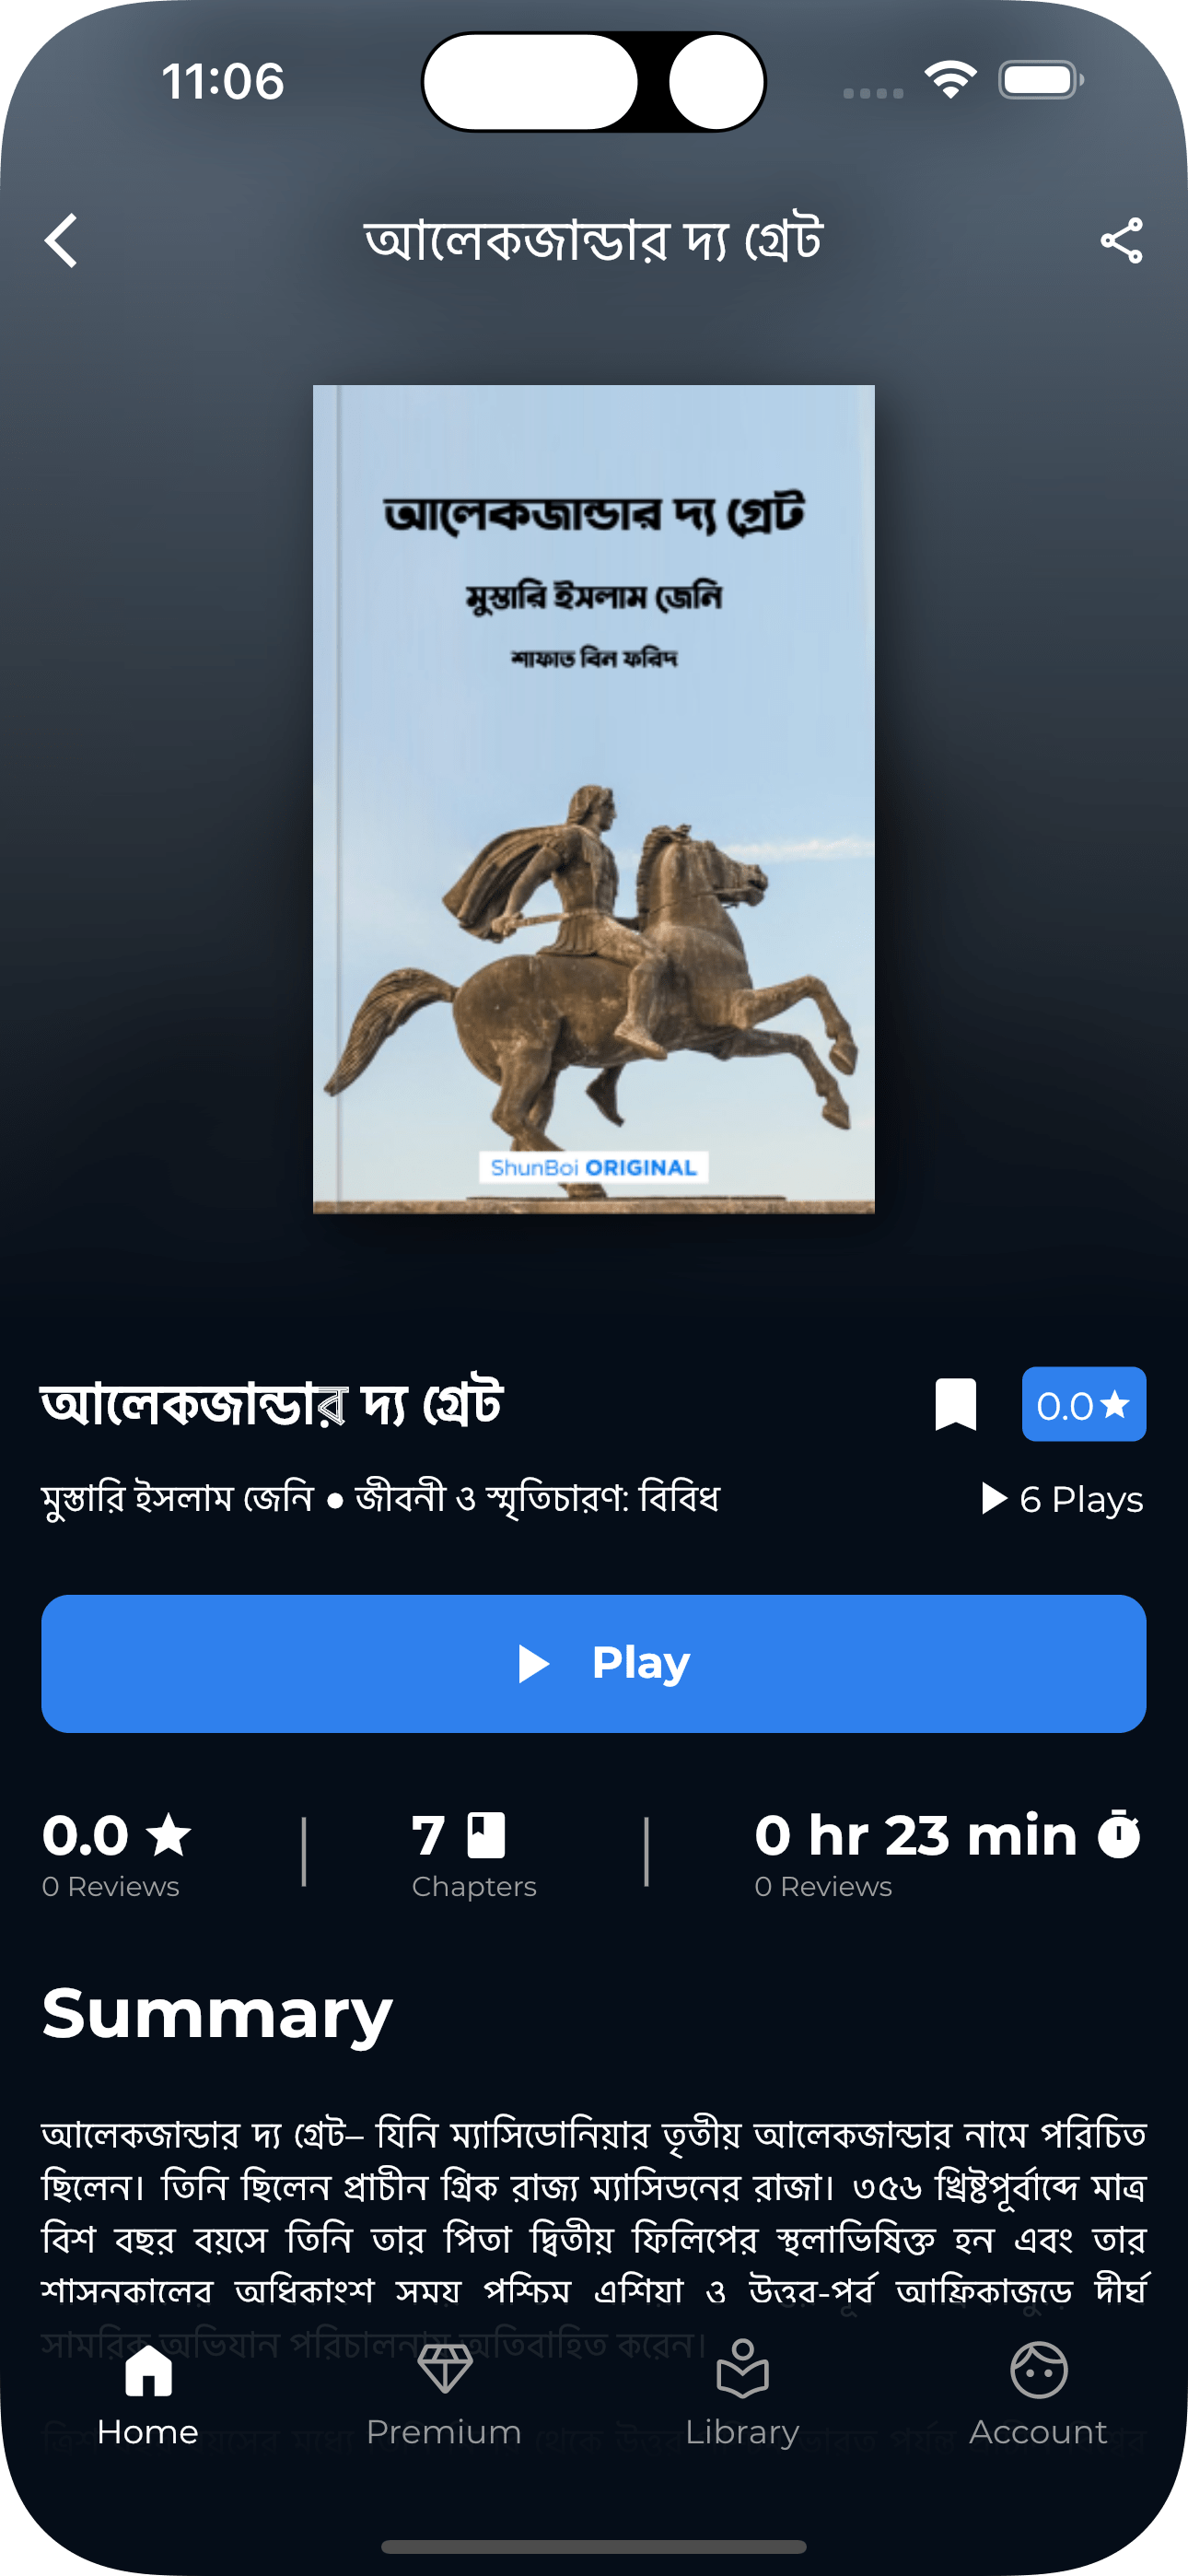 11:06
আলেকজান্ডার দ্য গ্রেট
আলেকজান্ডার দ্য গ্রেট
মুস্তারি ইসলাম জেনি
শাফাত বিন ফরিদ
ShunBoi ORIGINAL
আলেকজান্ডার দ্য গ্রেট
0.0
মুস্তারি ইসলাম জেনি ● জীবনী ও স্মৃতিচারণ: বিবিধ
6 Plays
Play
0.0
7
0 hr 23 min
0 Reviews
Chapters
0 Reviews
Summary
আলেকজান্ডার দ্য গ্রেট– যিনি ম্যাসিডোনিয়ার তৃতীয় আলেকজান্ডার নামে পরিচিত
ছিলেন। তিনি ছিলেন প্রাচীন গ্রিক রাজ্য ম্যাসিডনের রাজা। ৩৫৬ খ্রিষ্টপূর্বাব্দে মাত্র
বিশ বছর বয়সে তিনি তার পিতা দ্বিতীয় ফিলিপের স্থলাভিষিক্ত হন এবং তার
শাসনকালের অধিকাংশ সময় পশ্চিম এশিয়া ও উত্তর-পূর্ব আফ্রিকাজুড়ে দীর্ঘ
সামরিক অভিযান পরিচালনায় অতিবাহিত করেন।
Home
Premium
Library
Account